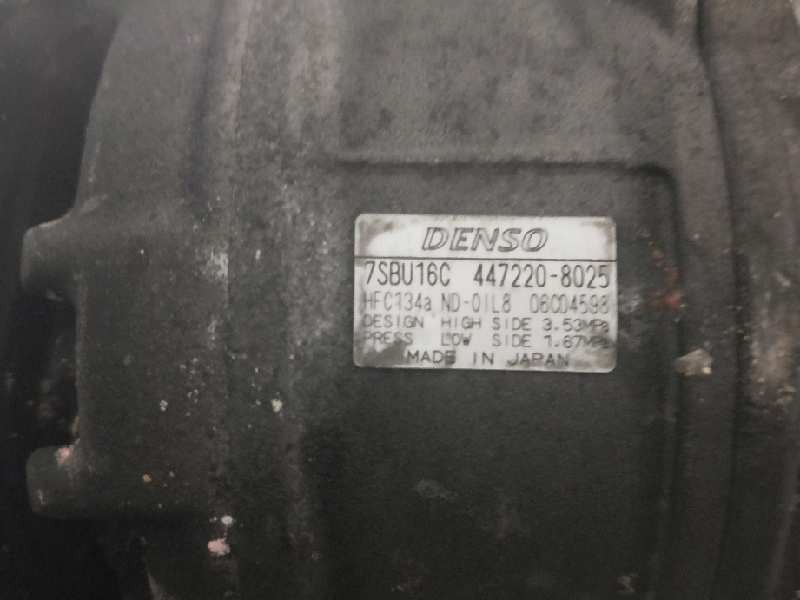 DENSO
7SBU16C 447220-8025
HFC134a ND-OIL8 06CD4598
DESIGN HIGH SIDE 3.53MPa
PRESS LOW SIDE 1.67MPa
MADE IN JAPAN